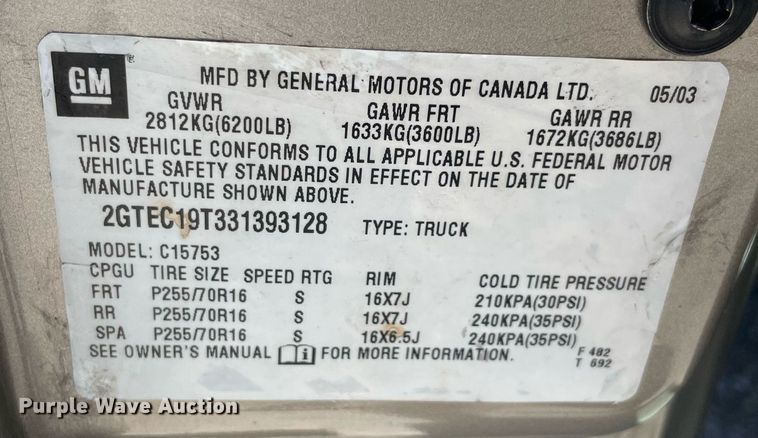 GM
MFD BY GENERAL MOTORS OF CANADA LTD. 05/03
GVWR GAWR FRT GAWR RR
2812KG(6200LB) 1633KG(3600LB) 1672KG(3686LB)
THIS VEHICLE CONFORMS TO ALL APPLICABLE U.S. FEDERAL MOTOR
VEHICLE SAFETY STANDARDS IN EFFECT ON THE DATE OF
MANUFACTURE SHOWN ABOVE.
2GTEC19T331393128 TYPE: TRUCK
MODEL: C15753
CPGU TIRE SIZE SPEED RTG RIM COLD TIRE PRESSURE
FRT P255/70R16 S 16X7J 210KPA(30PSI)
RR P255/70R16 S 16X7J 240KPA(35PSI)
SPA P255/70R16 S 16X6.5J 240KPA(35PSI)
SEE OWNER'S MANUAL i FOR MORE INFORMATION. F 482
T 692
Purple Wave Auction